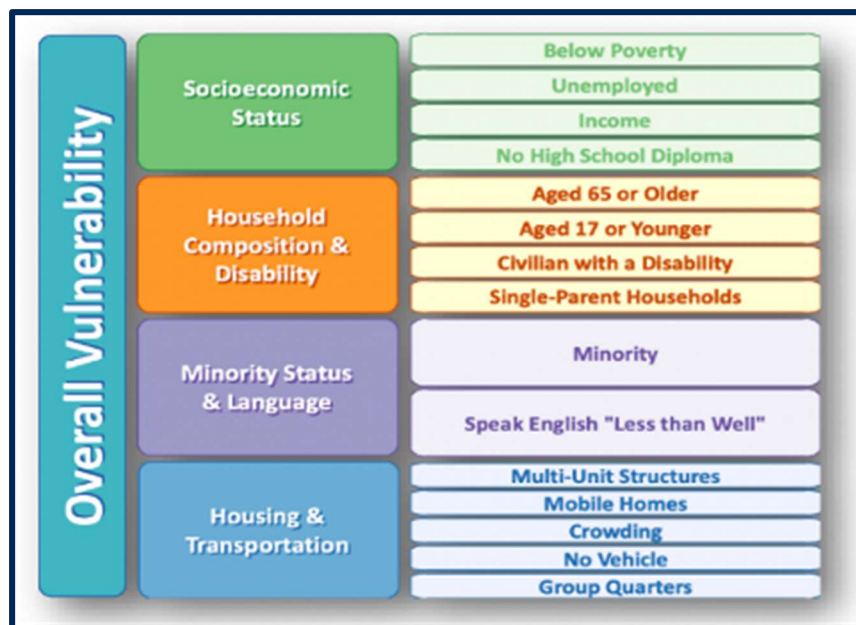 Overall Vulnerability
Socioeconomic
Status
Below Poverty
Unemployed
Income
No High School Diploma
Household
Composition &
Disability
Aged 65 or Older
Aged 17 or Younger
Civilian with a Disability
Single-Parent Households
Minority Status
& Language
Minority
Speak English "Less than Well"
Housing &
Transportation
Multi-Unit Structures
Mobile Homes
Crowding
No Vehicle
Group Quarters